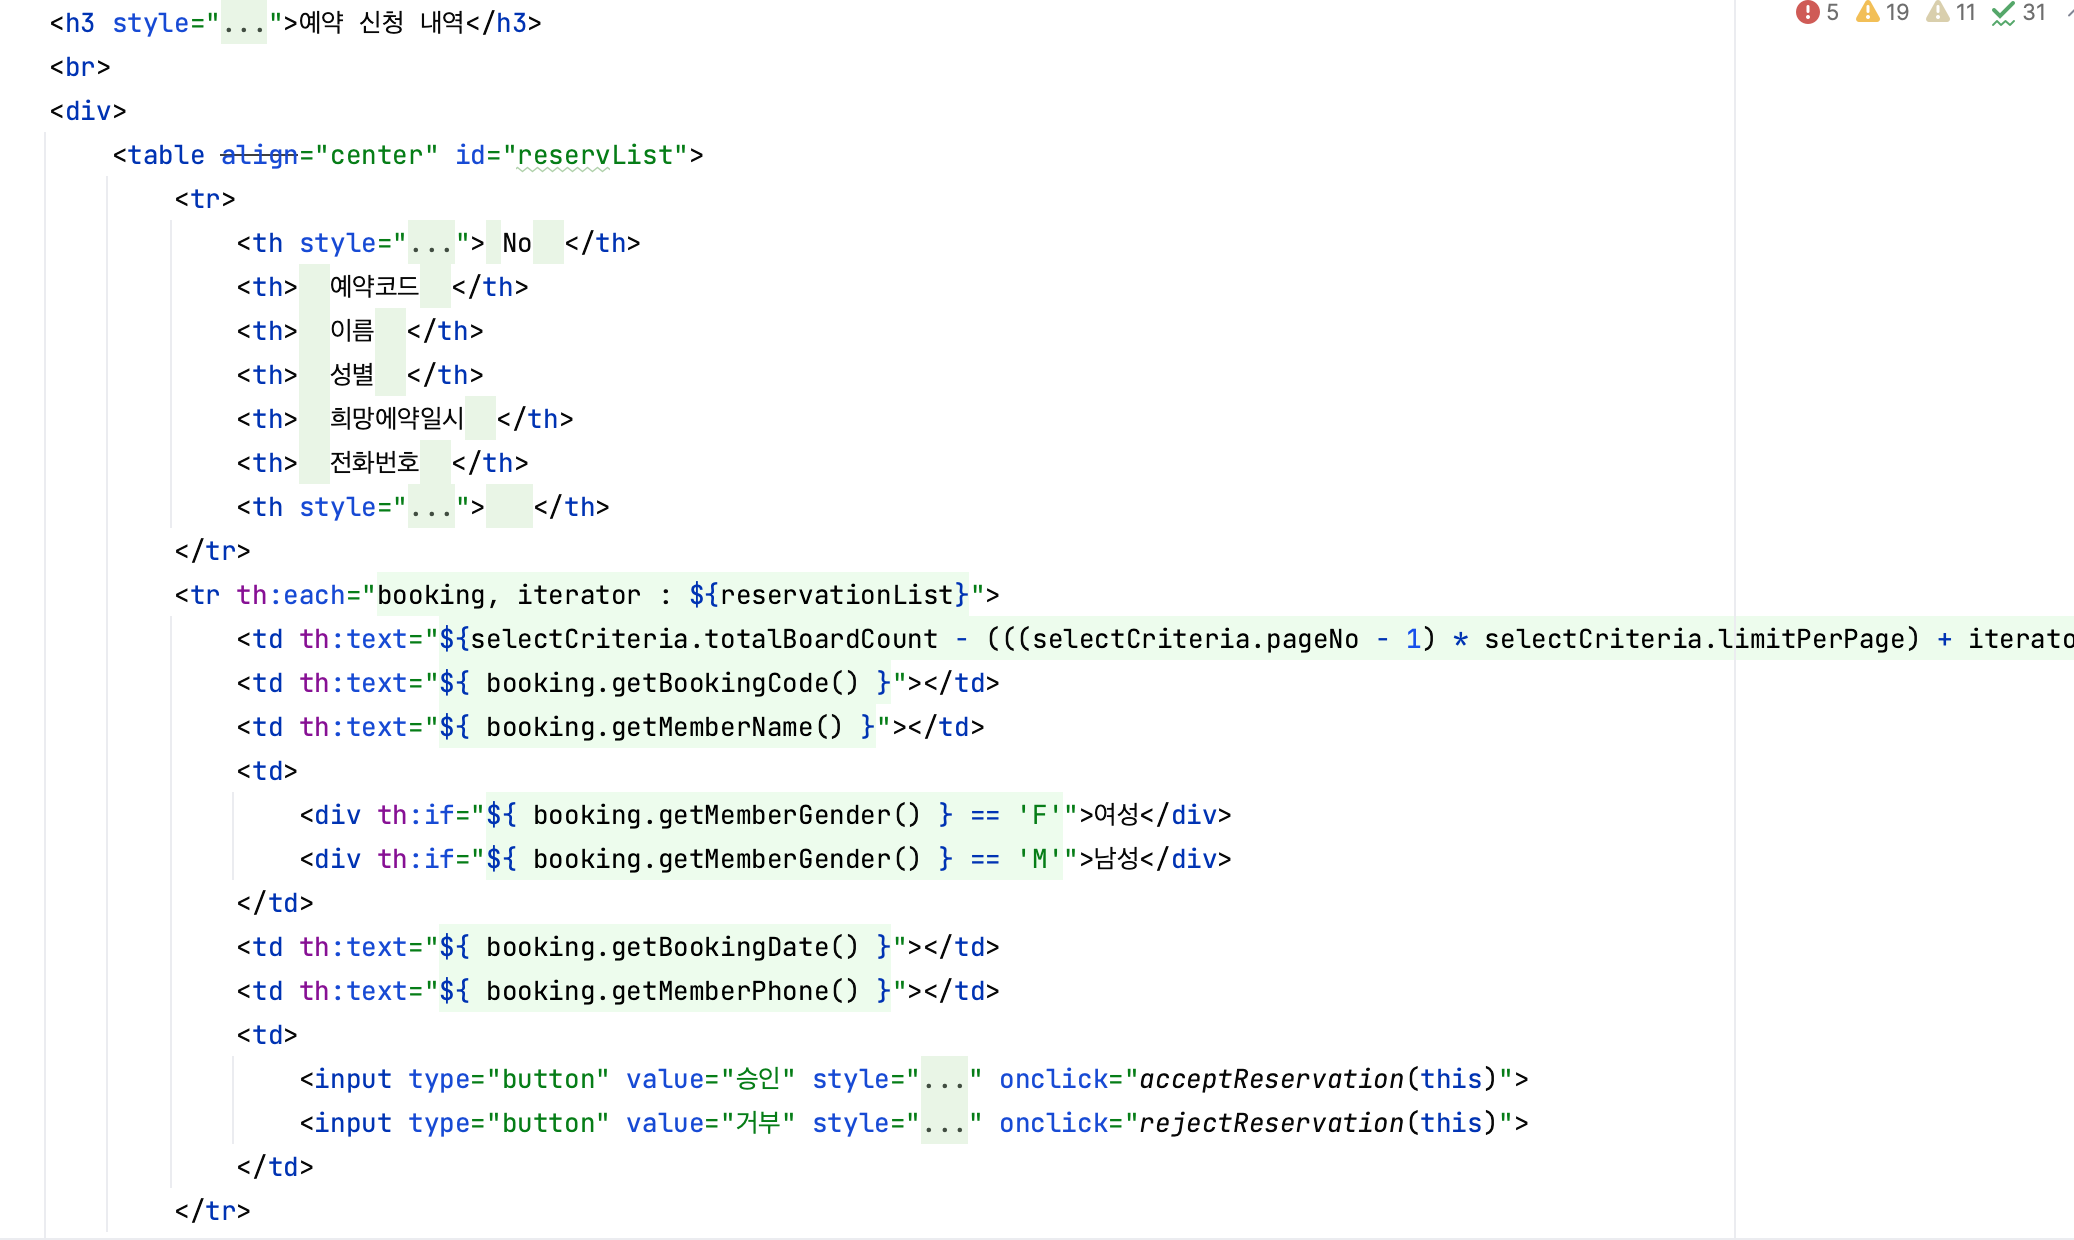 <h3 style="...">예약 신청 내역</h3>
<br>
<div>
<table align="center" id="reservList">
<tr>
<th style="..."> No  </th>
<th>  예약코드  </th>
<th>  이름  </th>
<th>  성별  </th>
<th>  희망예약일시  </th>
<th>  전화번호  </th>
<th style="...">   </th>
</tr>
<tr th:each="booking, iterator : ${reservationList}">
<td th:text="${selectCriteria.totalBoardCount - (((selectCriteria.pageNo - 1) * selectCriteria.limitPerPage) + iterato
<td th:text="${ booking.getBookingCode() }"></td>
<td th:text="${ booking.getMemberName() }"></td>
<td>
<div th:if="${ booking.getMemberGender() } == 'F'">여성</div>
<div th:if="${ booking.getMemberGender() } == 'M'">남성</div>
</td>
<td th:text="${ booking.getBookingDate() }"></td>
<td th:text="${ booking.getMemberPhone() }"></td>
<td>
<input type="button" value="승인" style="..." onclick="acceptReservation(this)">
<input type="button" value="거부" style="..." onclick="rejectReservation(this)">
</td>
</tr>
5 19 11 31